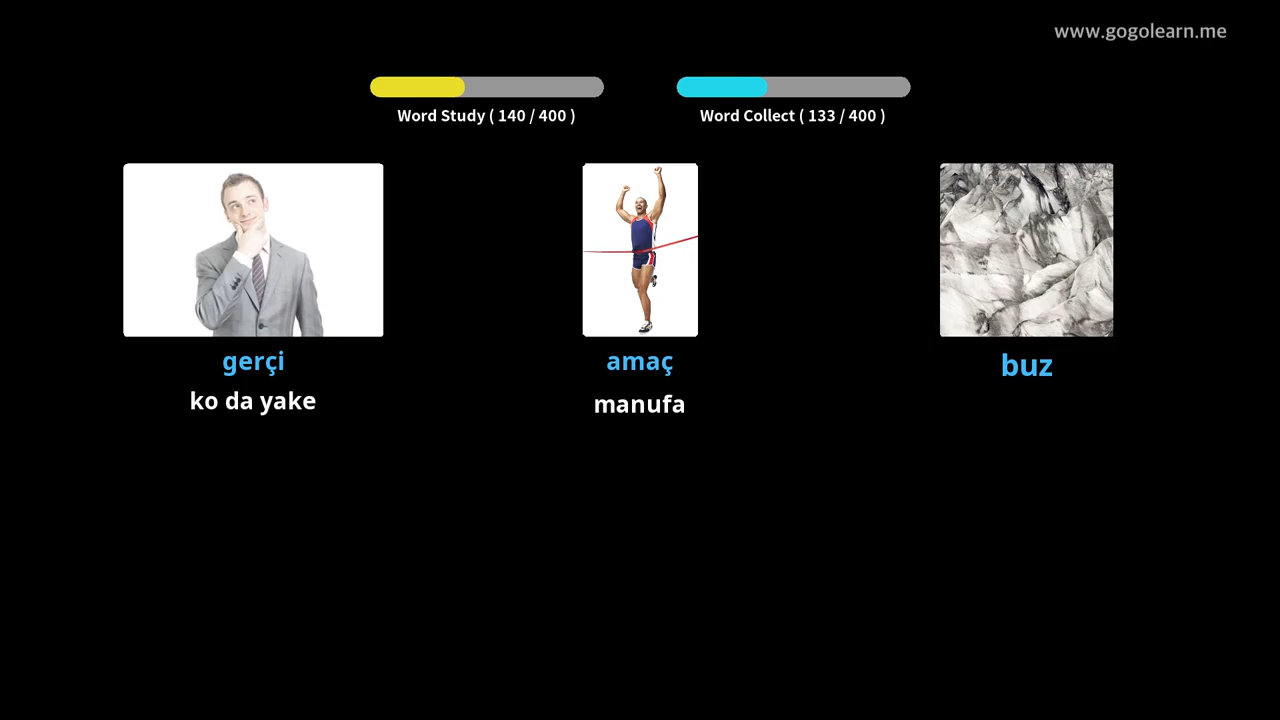 www.gogolearn.me
Word Study ( 140 / 400 )
Word Collect ( 133 / 400 )
gerçi
ko da yake
amaç
manufa
buz